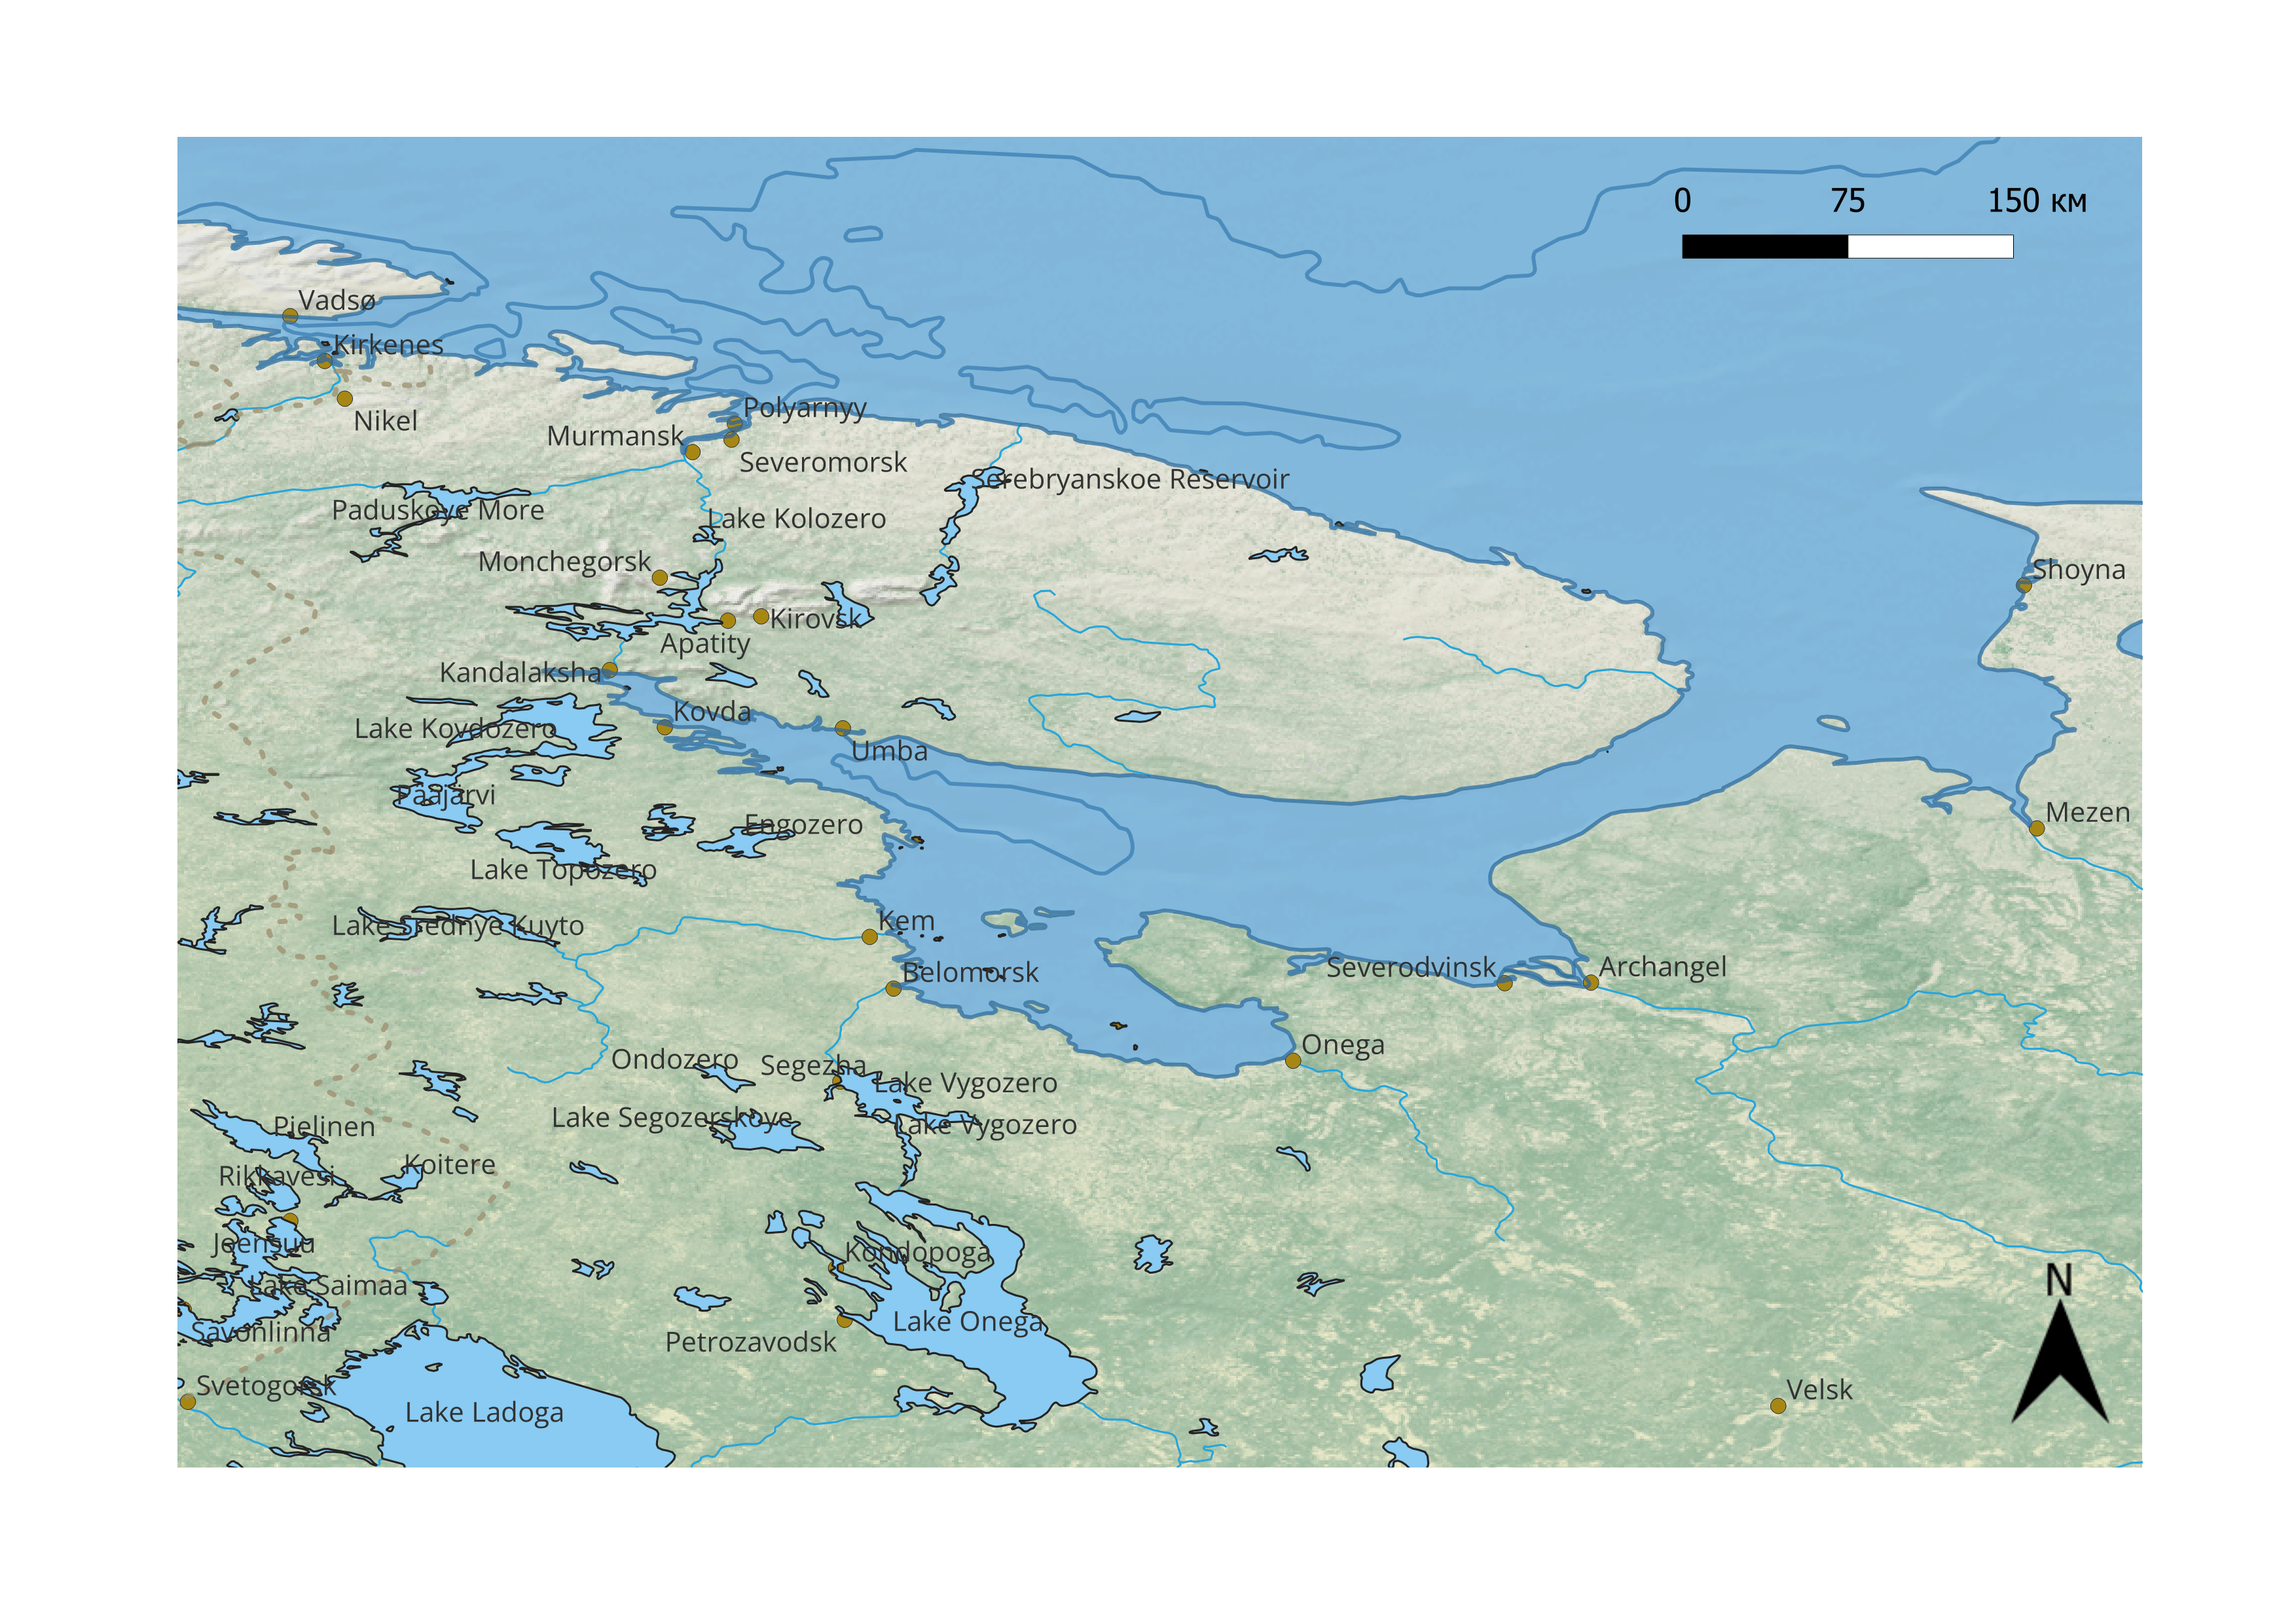 0 75 150 км
Vadsø
Kirkenes
Nikel
Polyarnyy
Murmansk
Severomorsk
Serebryanskoe Reservoir
Paduskoye More
Lake Kolozero
Monchegorsk
Shoyna
Kirovsk
Apatity
Kandalaksha
Kovda
Lake Kovdozero
Umba
Pääjärvi
Mezen
Engozero
Lake Topozero
Kem
Lake Srednye Kuyto
Severodvinsk
Archangel
Belomorsk
Onega
Ondozero
Segezha
Lake Vygozero
Lake Segozerskoye
Lake Vygozero
Pielinen
Koitere
Rikkavesi
Joensuu
Kondopoga
N
Lake Saimaa
Lake Onega
Savonlinna
Petrozavodsk
Svetogorsk
Velsk
Lake Ladoga